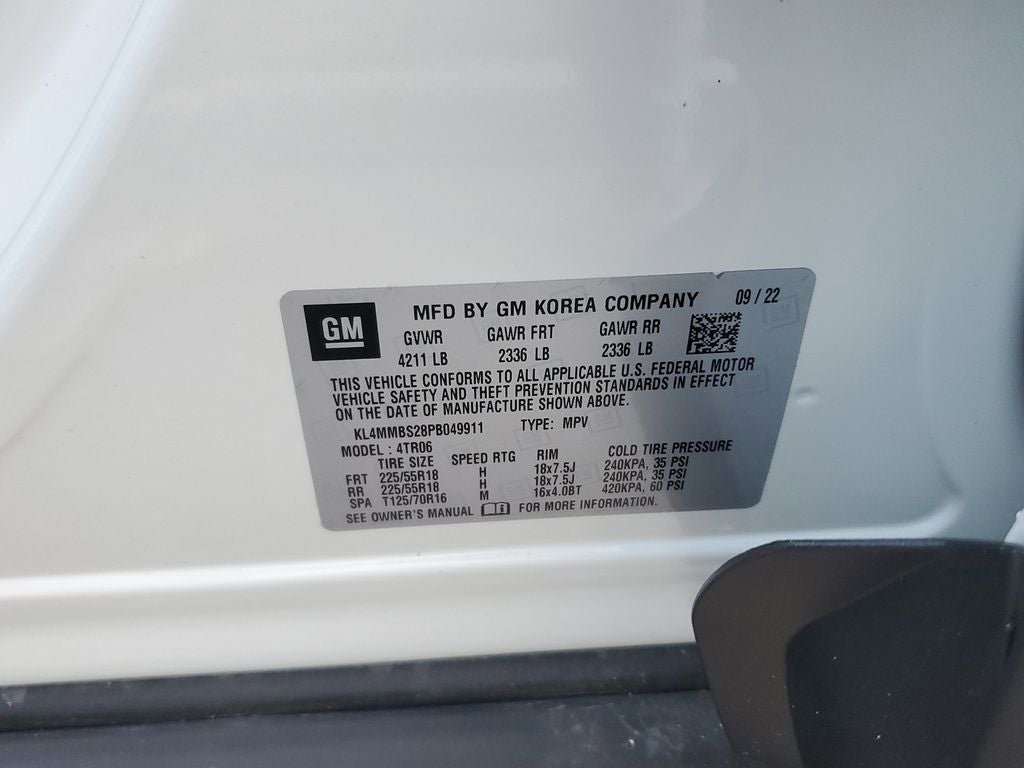 GM
MFD BY GM KOREA COMPANY 09 / 22
GVWR GAWR FRT GAWR RR
4211 LB 2336 LB 2336 LB
THIS VEHICLE CONFORMS TO ALL APPLICABLE U.S. FEDERAL MOTOR
VEHICLE SAFETY AND THEFT PREVENTION STANDARDS IN EFFECT
ON THE DATE OF MANUFACTURE SHOWN ABOVE.
KL4MMBS28PB049911 TYPE: MPV
MODEL : 4TR06
TIRE SIZE SPEED RTG RIM COLD TIRE PRESSURE
FRT 225/55R18 H 18x7.5J 240KPA, 35 PSI
RR 225/55R18 H 18x7.5J 240KPA, 35 PSI
SPA T125/70R16 M 16x4.0BT 420KPA, 60 PSI
SEE OWNER'S MANUAL FOR MORE INFORMATION.